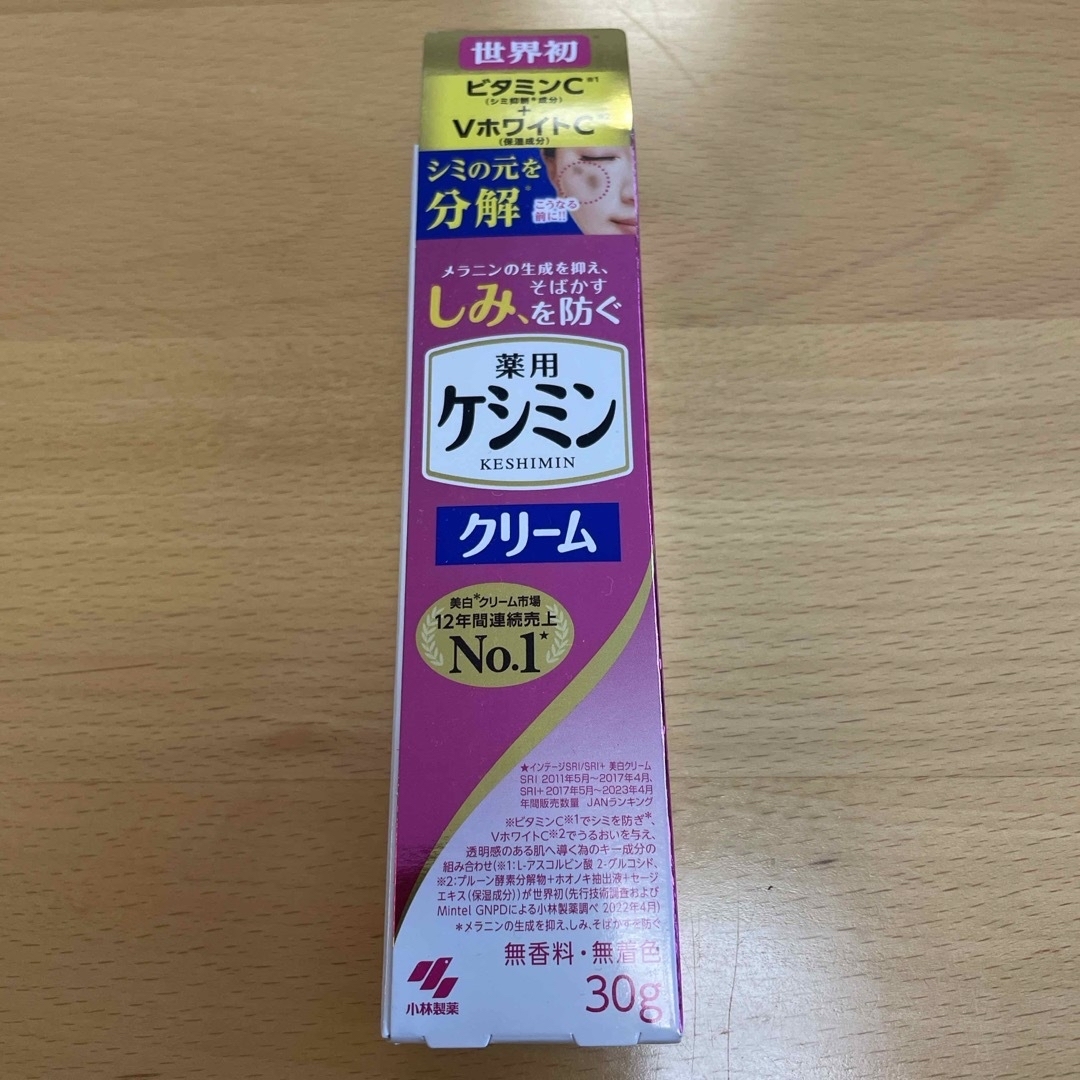 世界初
ビタミンC※1
(シミ抑制*成分)
+
VホワイトC※2
(保湿成分)
シミの元を
分解*
こうなる
前に!!
メラニンの生成を抑え、
しみ、そばかす
を防ぐ
薬用
ケシミン
KESHIMIN
クリーム
美白*クリーム市場
12年間連続売上
No.1★
★インテージSRI/SRI+ 美白クリーム
SRI 2011年5月~2017年4月、
SRI+ 2017年5月~2023年4月
年間販売数量 JANランキング
※ビタミンC※1でシミを防ぎ*、
VホワイトC※2でうるおいを与え、
透明感のある肌へ導く為のキー成分の
組み合わせ(※1:L-アスコルビン酸 2-グルコシド、
※2:プルーン酵素分解物+ホオノキ抽出液+セージ
エキス(保湿成分))が世界初(先行技術調査および
Mintel GNPDによる小林製薬調べ 2022年4月)
*メラニンの生成を抑え、しみ、そばかすを防ぐ
無香料・無着色
30g
小林製薬